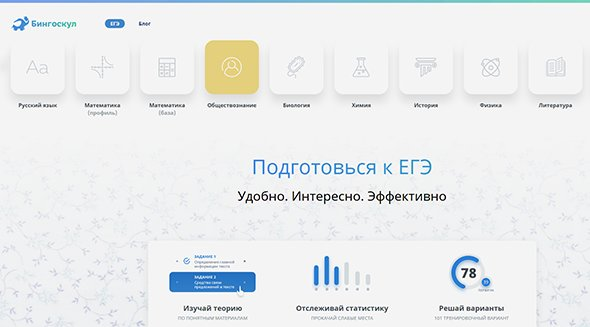 Бингоскул ЕГЭ Блог
Aa
Русский язык Математика Математика Обществознание Биология Химия История Физика Литература
(профиль) (база)
Подготовься к ЕГЭ
Удобно. Интересно. Эффективно
ЗАДАНИЕ 1
Определение главной
информации текста
ЗАДАНИЕ 2
Средства связи
предложений в тексте
78
Изучай теорию Отслеживай статистику Решай варианты
ПО ПОНЯТНЫМ МАТЕРИАЛАМ ПРОКАЧАЙ СЛАБЫЕ МЕСТА 101 ТРЕНИРОВОЧНЫЙ ВАРИАНТ